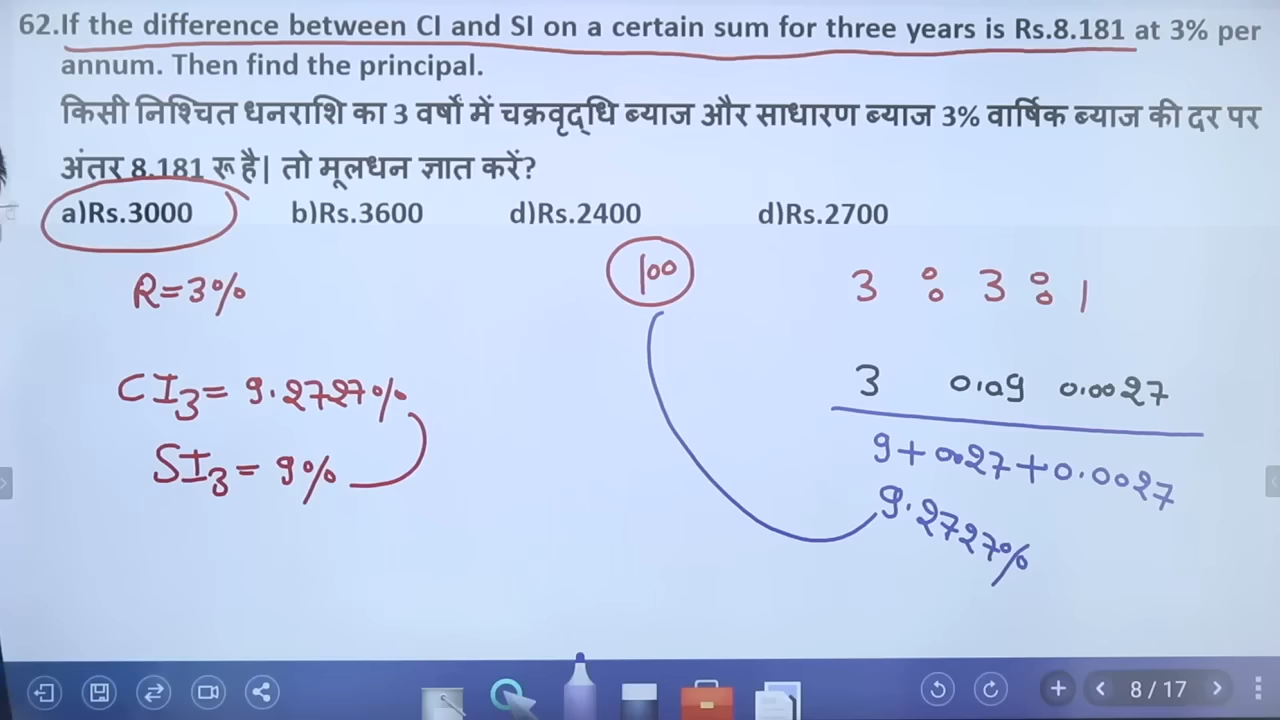 62.If the difference between CI and SI on a certain sum for three years is Rs.8.181 at 3% per
annum. Then find the principal.
किसी निश्चित धनराशि का 3 वर्षों में चक्रवृद्धि ब्याज और साधारण ब्याज 3% वार्षिक ब्याज की दर पर
अंतर 8.181 रू है| तो मूलधन ज्ञात करें?
a)Rs.3000 b)Rs.3600 d)Rs.2400 d)Rs.2700
R=3% 100 3 : 3 : 1
CI3= 9.2727% 3 0.09 0.0027
SI3= 9% 9+0.27+0.0027
9.2727%
8 / 17